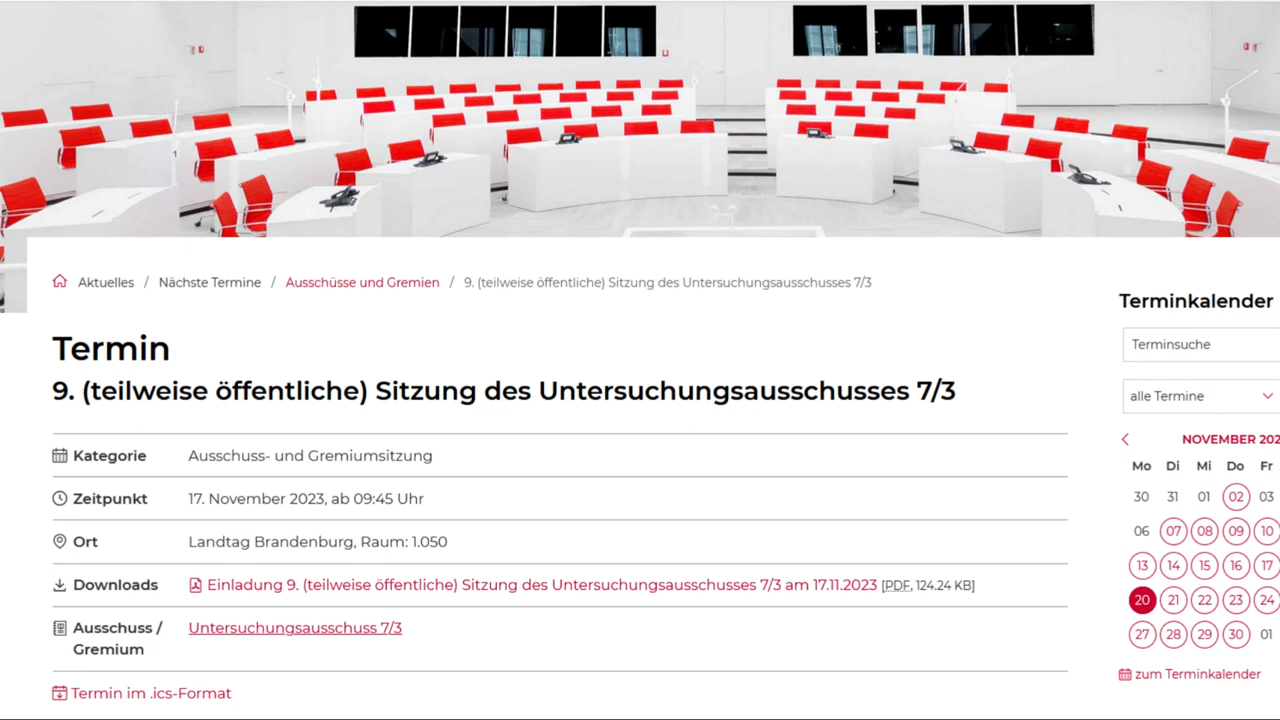 Aktuelles / Nächste Termine / Ausschüsse und Gremien / 9. (teilweise öffentliche) Sitzung des Untersuchungsausschusses 7/3
Termin
9. (teilweise öffentliche) Sitzung des Untersuchungsausschusses 7/3
Kategorie Ausschuss- und Gremiumsitzung
Zeitpunkt 17. November 2023, ab 09:45 Uhr
Ort Landtag Brandenburg, Raum: 1.050
Downloads Einladung 9. (teilweise öffentliche) Sitzung des Untersuchungsausschusses 7/3 am 17.11.2023 [PDF, 124.24 KB]
Ausschuss / Untersuchungsausschuss 7/3
Gremium
Termin im .ics-Format
Terminkalender
Terminsuche
alle Termine
NOVEMBER 202
Mo Di Mi Do Fr
30 31 01 02 03
06 07 08 09 10
13 14 15 16 17
20 21 22 23 24
27 28 29 30 01
zum Terminkalender